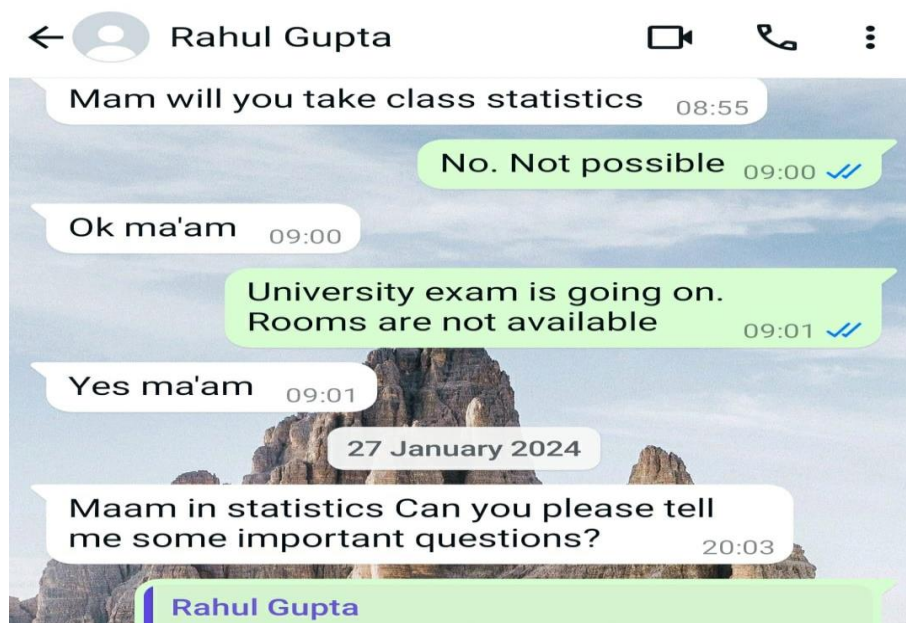 Rahul Gupta
Mam will you take class statistics 08:55
No. Not possible 09:00
Ok ma'am 09:00
University exam is going on.
Rooms are not available 09:01
Yes ma'am 09:01
27 January 2024
Maam in statistics Can you please tell
me some important questions? 20:03
Rahul Gupta